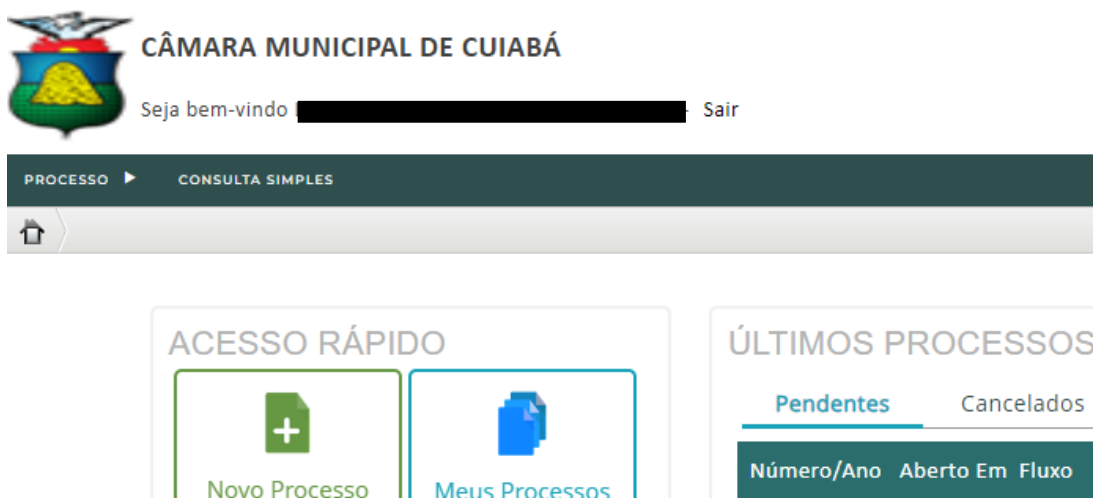 CÂMARA MUNICIPAL DE CUIABÁ
Seja bem-vindo - Sair
PROCESSO CONSULTA SIMPLES
ACESSO RÁPIDO
Novo Processo Meus Processos
ÚLTIMOS PROCESSOS
Pendentes Cancelados
Número/Ano Aberto Em Fluxo